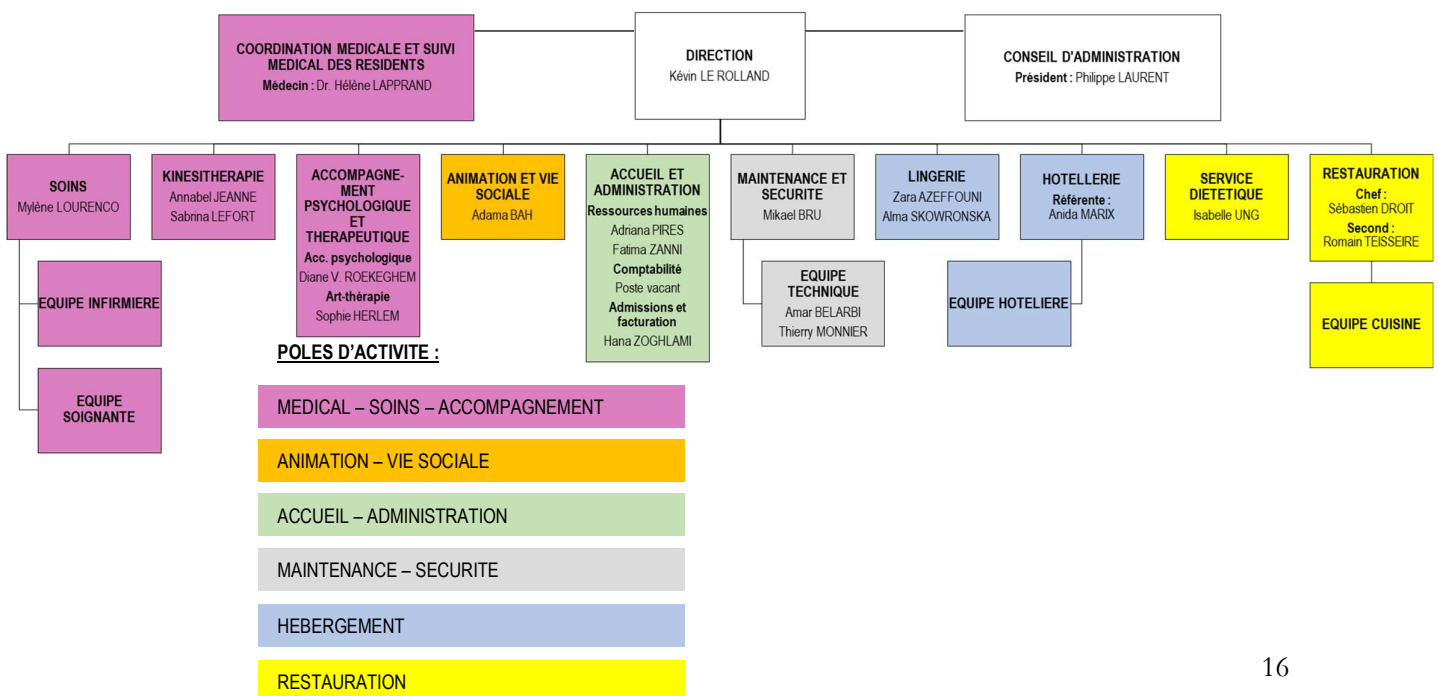 COORDINATION MEDICALE ET SUIVI
MEDICAL DES RESIDENTS
Médecin : Dr. Hélène LAPPRAND
DIRECTION
Kévin LE ROLLAND
CONSEIL D'ADMINISTRATION
Président : Philippe LAURENT
SOINS
Mylène LOURENCO
KINESITHERAPIE
Annabel JEANNE
Sabrina LEFORT
ACCOMPAGNE-
MENT
PSYCHOLOGIQUE
ET
THERAPEUTIQUE
Acc. psychologique
Diane V. ROEKEGHEM
Art-thérapie
Sophie HERLEM
ANIMATION ET VIE
SOCIALE
Adama BAH
ACCUEIL ET
ADMINISTRATION
Ressources humaines
Adriana PIRES
Fatima ZANNI
Comptabilité
Poste vacant
Admissions et
facturation
Hana ZOGHLAMI
MAINTENANCE ET
SECURITE
Mikael BRU
LINGERIE
Zara AZEFFOUNI
Alma SKOWRONSKA
HOTELLERIE
Référente :
Anida MARIX
SERVICE
DIETETIQUE
Isabelle UNG
RESTAURATION
Chef :
Sébastien DROIT
Second :
Romain TEISSEIRE
EQUIPE INFIRMIERE
EQUIPE
TECHNIQUE
Amar BELARBI
Thierry MONNIER
EQUIPE HOTELIERE
EQUIPE CUISINE
EQUIPE
SOIGNANTE
POLES D'ACTIVITE :
MEDICAL – SOINS – ACCOMPAGNEMENT
ANIMATION – VIE SOCIALE
ACCUEIL – ADMINISTRATION
MAINTENANCE – SECURITE
HEBERGEMENT
RESTAURATION
16